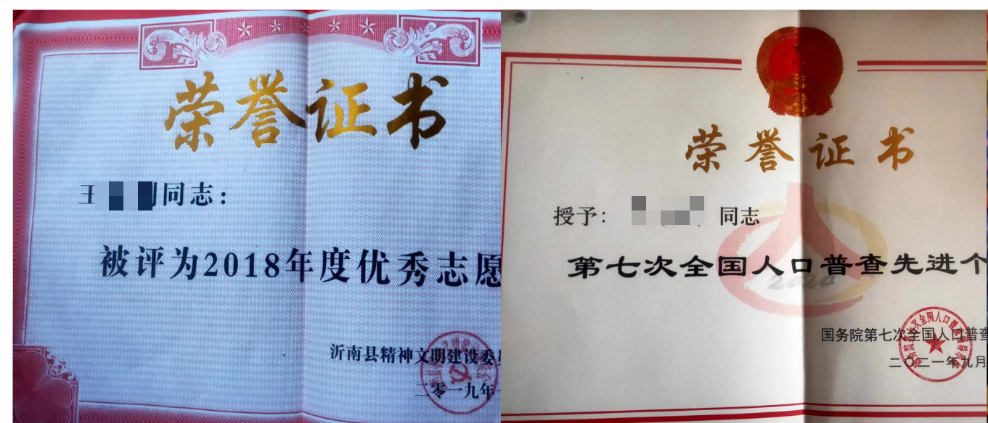 荣誉证书
王 同志：
被评为2018年度优秀志愿
沂南县精神文明建设委
二零一九年
荣誉证书
授予： 同志
第七次全国人口普查先进个
2020
国务院第七次全国人口普查
二〇二一年九月